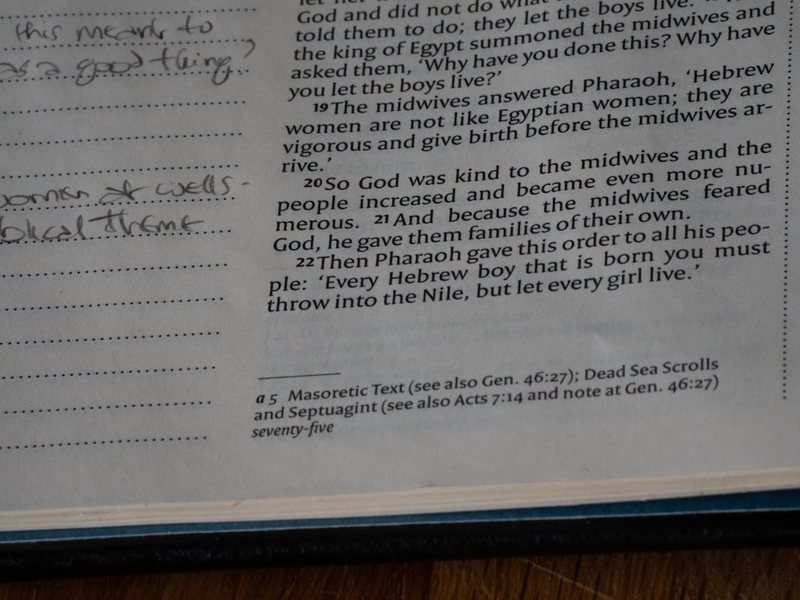 this meant to
as a good thing?
women at wells -
blical theme
God and did not do what
told them to do; they let the boys live.
the king of Egypt summoned the midwives and
asked them, ‘Why have you done this? Why have
you let the boys live?’
19 The midwives answered Pharaoh, ‘Hebrew
women are not like Egyptian women; they are
vigorous and give birth before the midwives ar-
rive.’
20 So God was kind to the midwives and the
people increased and became even more nu-
merous. 21 And because the midwives feared
God, he gave them families of their own.
22 Then Pharaoh gave this order to all his peo-
ple: ‘Every Hebrew boy that is born you must
throw into the Nile, but let every girl live.’
a 5 Masoretic Text (see also Gen. 46:27); Dead Sea Scrolls
and Septuagint (see also Acts 7:14 and note at Gen. 46:27)
seventy-five